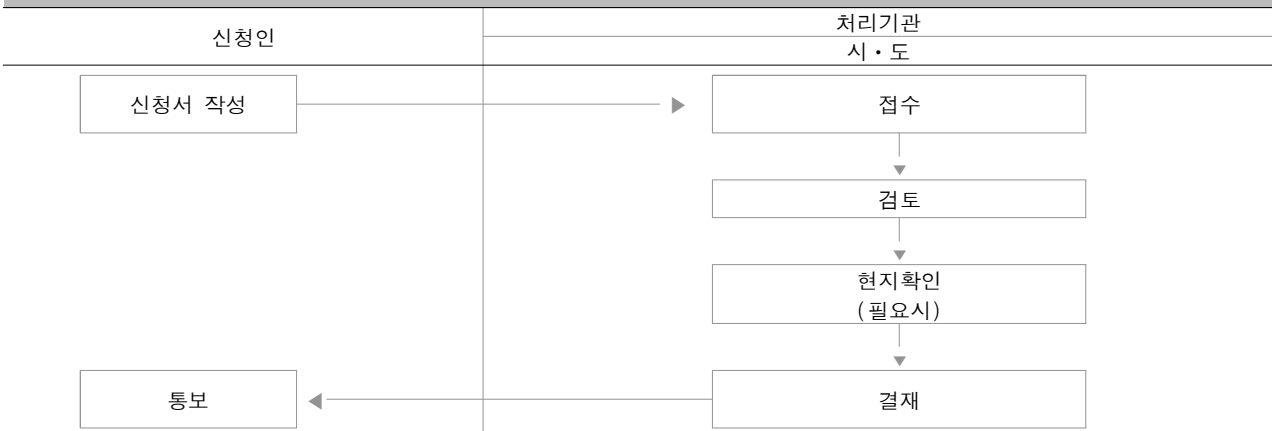 신청인
처리기관
시・도
신청서 작성
접수
검토
현지확인
(필요시)
통보
결재